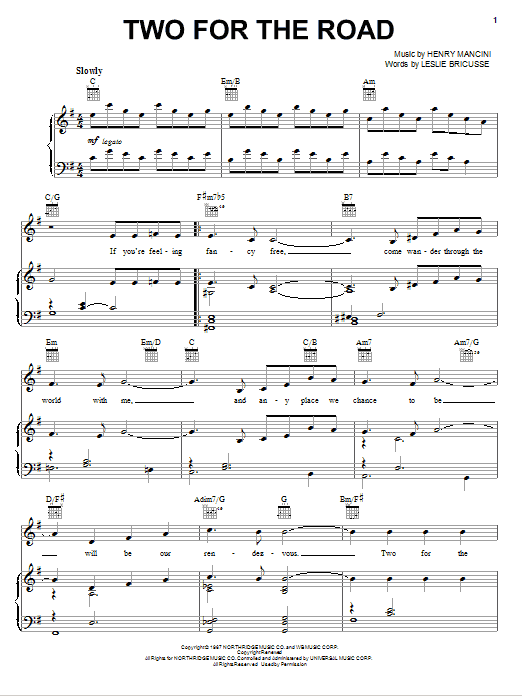 TWO FOR THE ROAD
1
Music by HENRY MANCINI
Words by LESLIE BRICUSSE
Slowly
C Em/B Am
mf legato
C/G F#m7b5 B7
If you're feel - ing fan - cy free, come wan - der through the
Em Em/D C C/B Am7 Am7/G
world with me, and an - y place we chance to be
D/F# Adim7/G G Bm/F#
will be our ren - dez - vous. Two for the
Copyright © 1967 NORTHRIDGE MUSIC CO. and WB MUSIC CORP.
Copyright Renewed
All Rights for NORTHRIDGE MUSIC CO. Controlled and Administered by UNIVERSAL MUSIC CORP.
All Rights Reserved Used by Permission